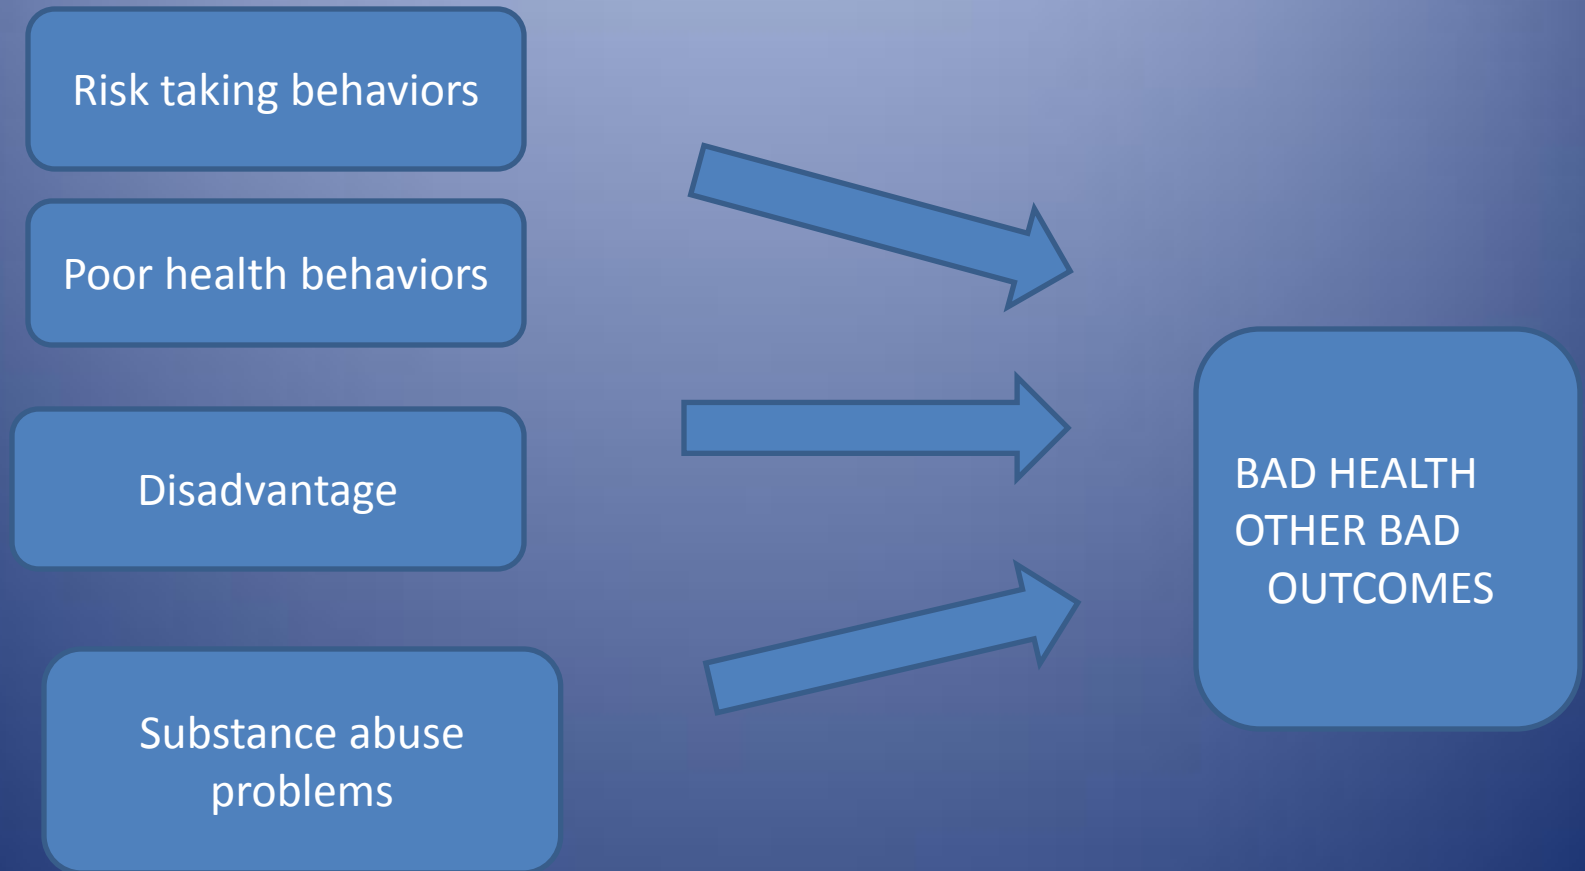 Risk taking behaviors
Poor health behaviors
Disadvantage
Substance abuse
problems
BAD HEALTH
OTHER BAD
OUTCOMES